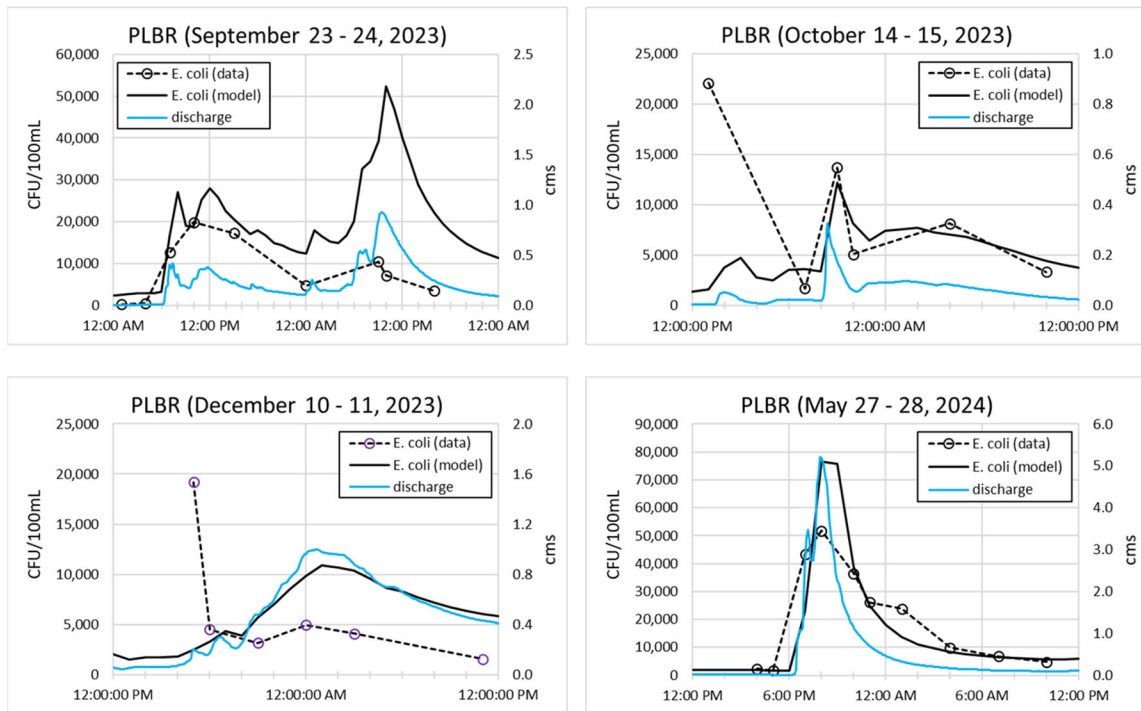 PLBR (September 23 - 24, 2023)
60,000
50,000
40,000
30,000
20,000
10,000
0
CFU/100mL
2.5
2.0
1.5
1.0
0.5
0.0
cms
E. coli (data)
E. coli (model)
discharge
12:00 AM
12:00 PM
12:00 AM
12:00 PM
12:00 AM
PLBR (October 14 - 15, 2023)
25,000
20,000
15,000
10,000
5,000
0
CFU/100mL
1.0
0.8
0.6
0.4
0.2
0.0
cms
E. coli (data)
E. coli (model)
discharge
12:00:00 PM
12:00:00 AM
12:00:00 PM
PLBR (December 10 - 11, 2023)
25,000
20,000
15,000
10,000
5,000
0
CFU/100mL
2.0
1.6
1.2
0.8
0.4
0.0
cms
E. coli (data)
E. coli (model)
discharge
12:00:00 PM
12:00:00 AM
12:00:00 PM
PLBR (May 27 - 28, 2024)
90,000
80,000
70,000
60,000
50,000
40,000
30,000
20,000
10,000
0
CFU/100mL
6.0
5.0
4.0
3.0
2.0
1.0
0.0
cms
E. coli (data)
E. coli (model)
discharge
12:00 PM
6:00 PM
12:00 AM
6:00 AM
12:00 PM